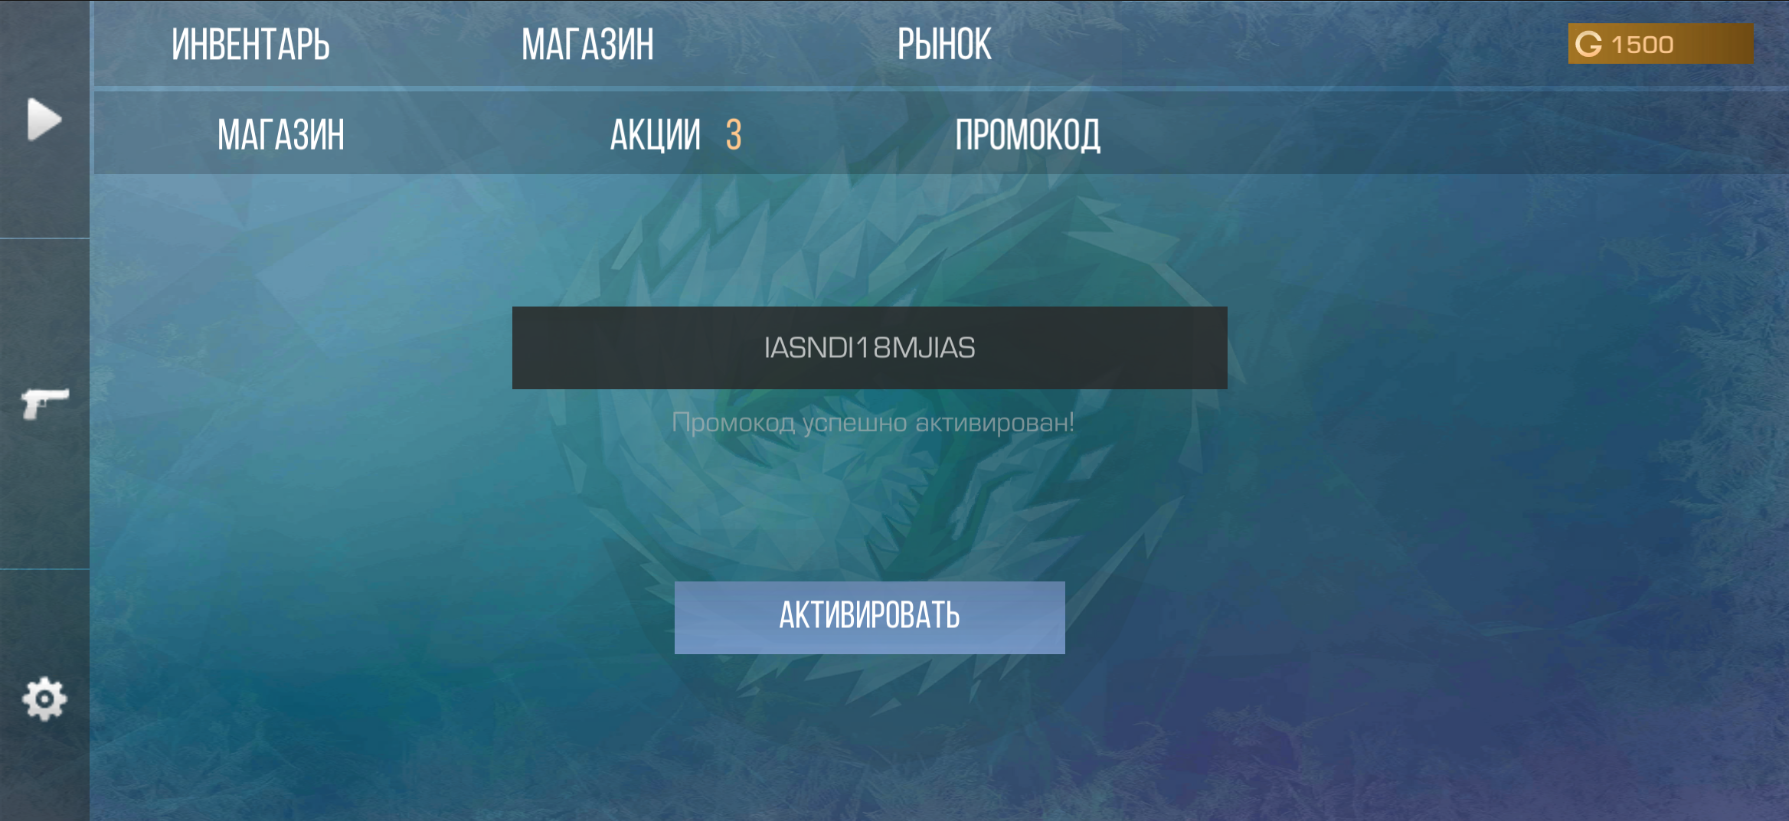 ИНВЕНТАРЬ МАГАЗИН РЫНОК G 1500
МАГАЗИН АКЦИИ 3 ПРОМОКОД
IASNDI18MJIAS
Промокод успешно активирован!
АКТИВИРОВАТЬ